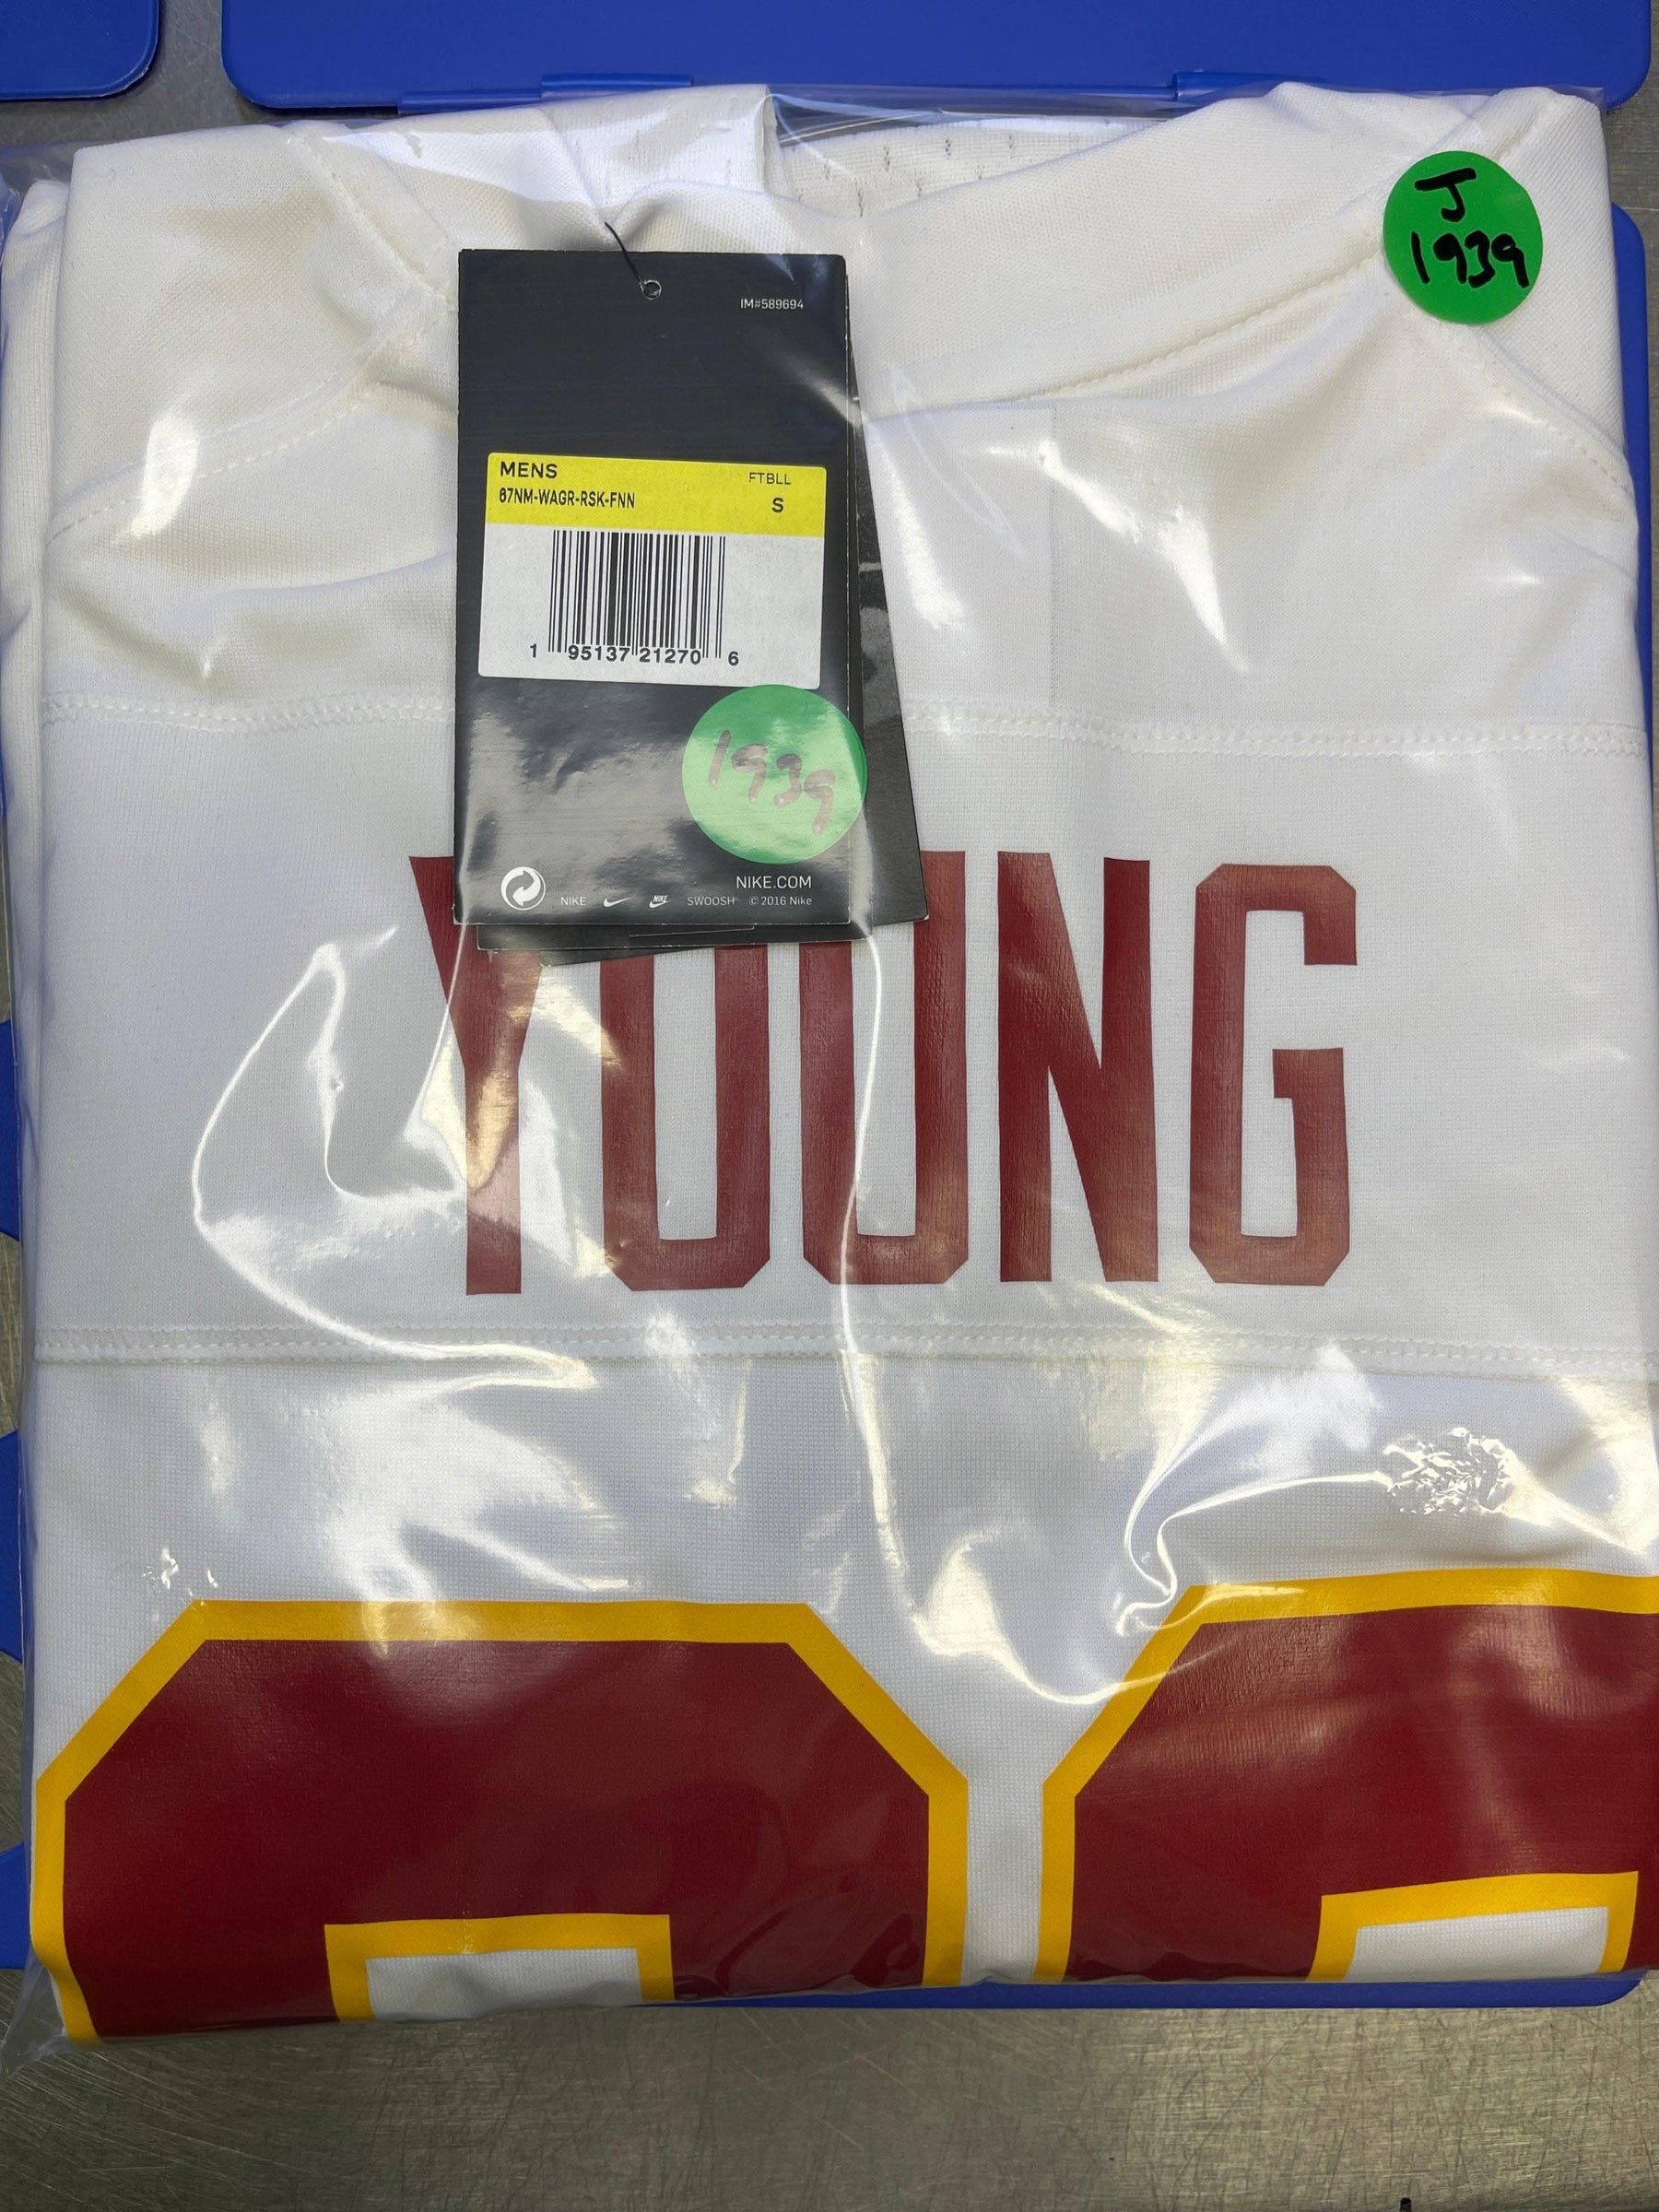 J
1939
IM#589694
MENS FTBLL
67NM-WAGR-RSK-FNN S
1 95137 21270 6
1939
NIKE.COM
NIKE NIKE SWOOSH © 2016 Nike
YOUNG